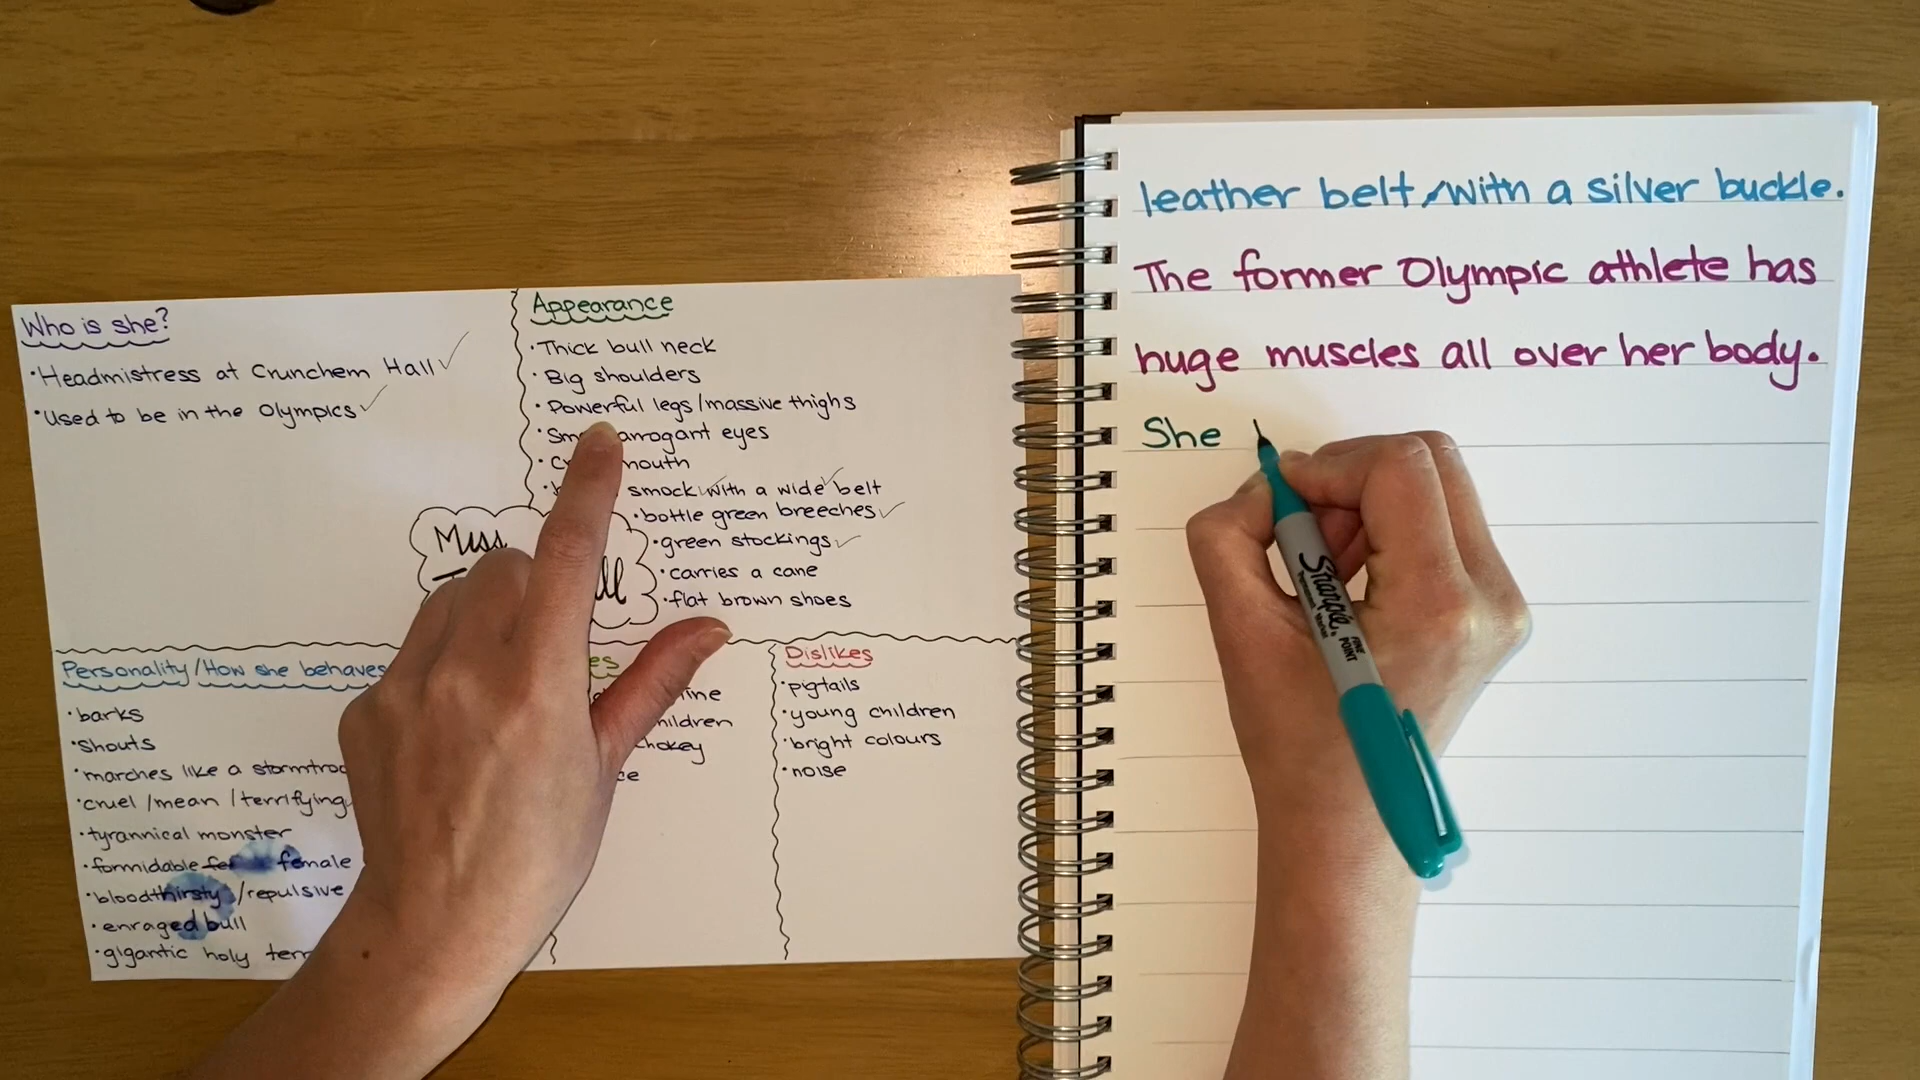 Who is she?
·Headmistress at Crunchem Hall ✓
·Used to be in the Olympics ✓
Appearance
·Thick bull neck
·Big shoulders
·Powerful legs/massive thighs
arrogant eyes
mouth
smock ✓ with a wide ✓ belt
·bottle green breeches ✓
·green stockings ✓
·carries a cane
·flat brown shoes
Miss
Personality/How she behaves
·barks
·Shouts
·marches like a
·cruel/mean/terrifying
·tyrannical monster
·formidable female
·bloodthirsty/repulsive
·enraged bull
·gigantic holy
Dislikes
·pigtails
·young children
·bright colours
·noise
leather belt, with a silver buckle.
The former Olympic athlete has
huge muscles all over her body.
She
Sharpie
FINE
POINT